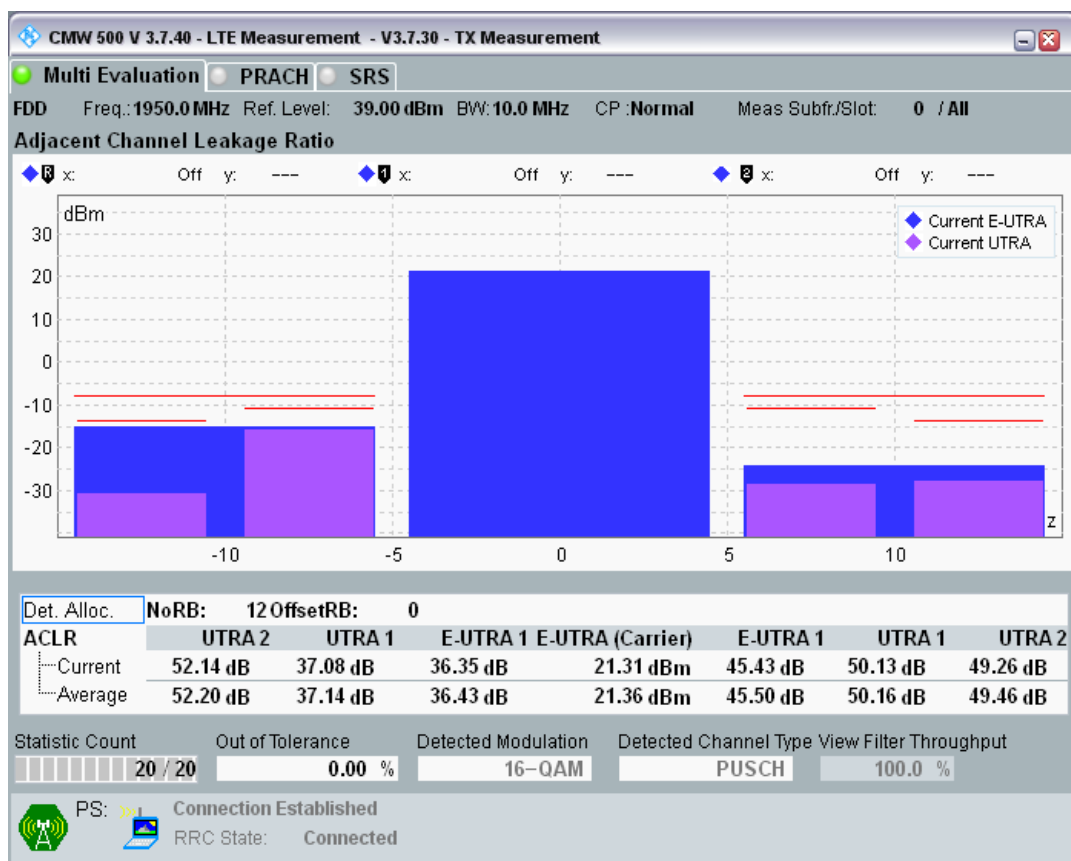 CMW 500 V 3.7.40 - LTE Measurement - V3.7.30 - TX Measurement
Multi Evaluation PRACH SRS
FDD Freq.: 1950.0 MHz Ref. Level: 39.00 dBm BW: 10.0 MHz CP :Normal Meas Subfr./Slot: 0 / All
Adjacent Channel Leakage Ratio
R x: Off y: --- 1 x: Off y: --- 2 x: Off y: ---
dBm
Current E-UTRA
Current UTRA
30
20
10
0
-10
-20
-30
z
-10 -5 0 5 10
Det. Alloc. NoRB: 12 OffsetRB: 0
ACLR UTRA 2 UTRA 1 E-UTRA 1 E-UTRA (Carrier) E-UTRA 1 UTRA 1 UTRA 2
Current 52.14 dB 37.08 dB 36.35 dB 21.31 dBm 45.43 dB 50.13 dB 49.26 dB
Average 52.20 dB 37.14 dB 36.43 dB 21.36 dBm 45.50 dB 50.16 dB 49.46 dB
Statistic Count Out of Tolerance Detected Modulation Detected Channel Type View Filter Throughput
20 / 20 0.00 % 16-QAM PUSCH 100.0 %
PS: Connection Established
RRC State: Connected